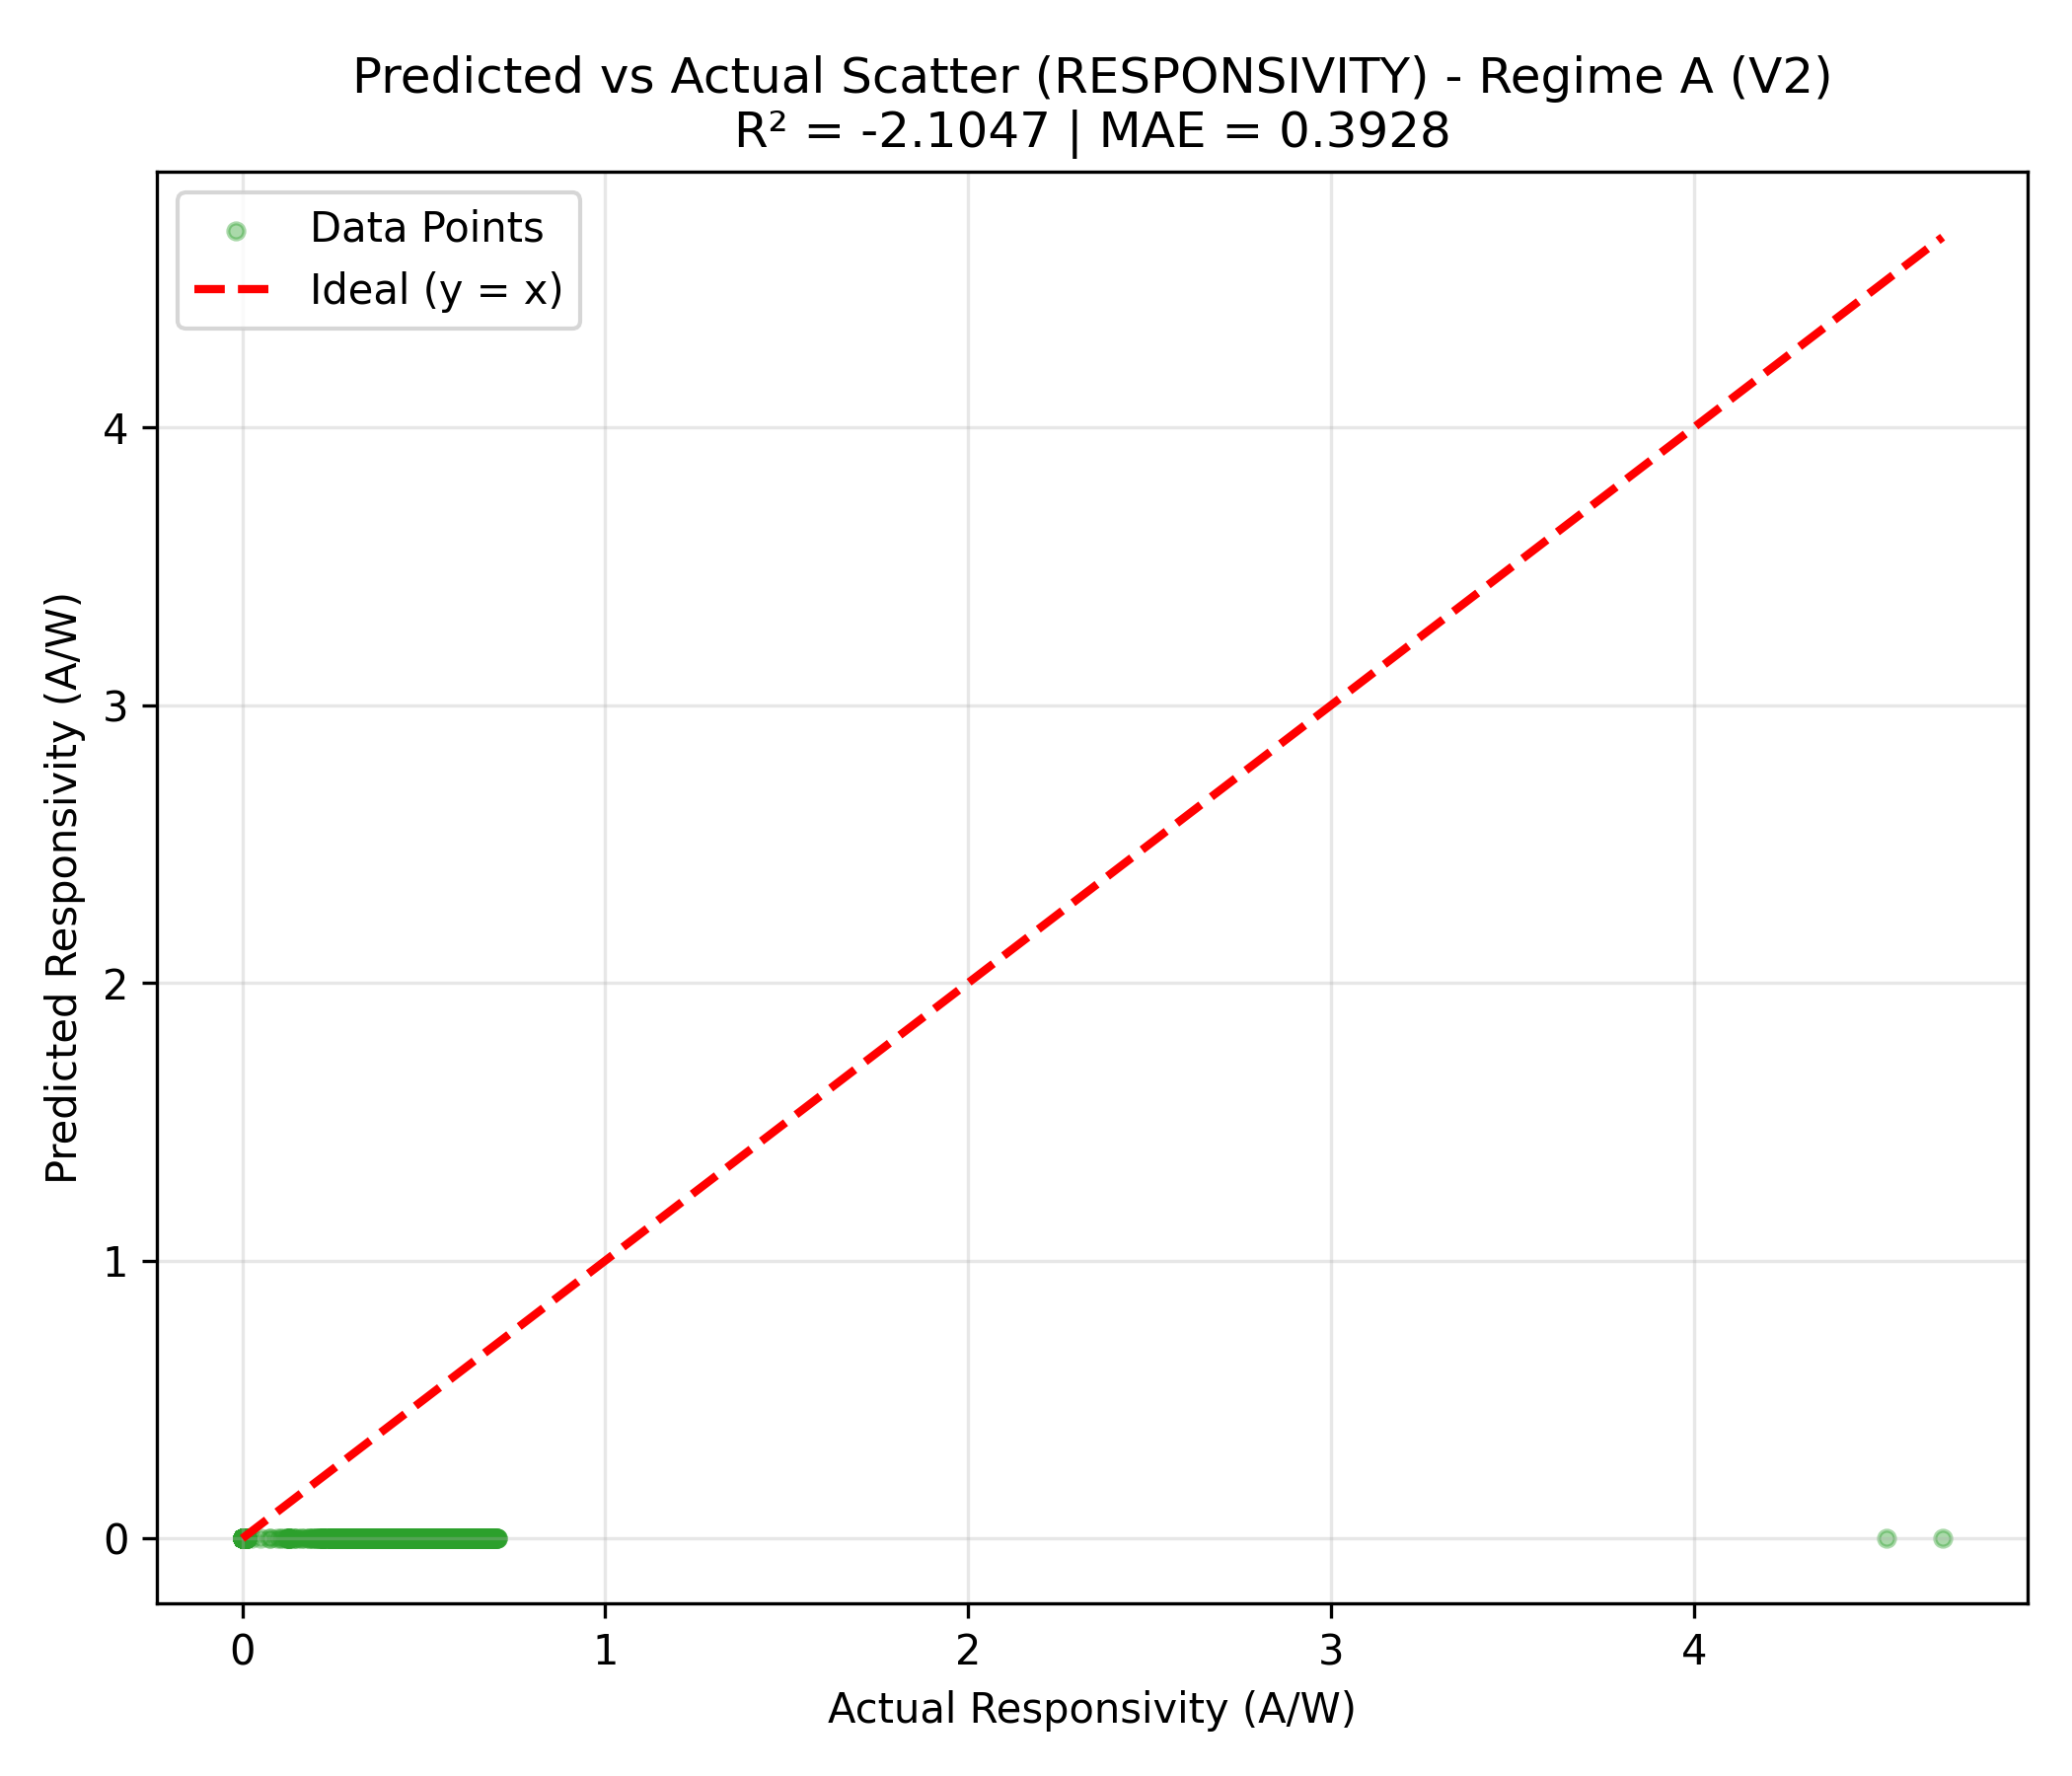 Predicted vs Actual Scatter (RESPONSIVITY) - Regime A (V2)
R² = -2.1047 | MAE = 0.3928
Data Points
Ideal (y = x)
Predicted Responsivity (A/W)
4
3
2
1
0
0
1
2
3
4
Actual Responsivity (A/W)